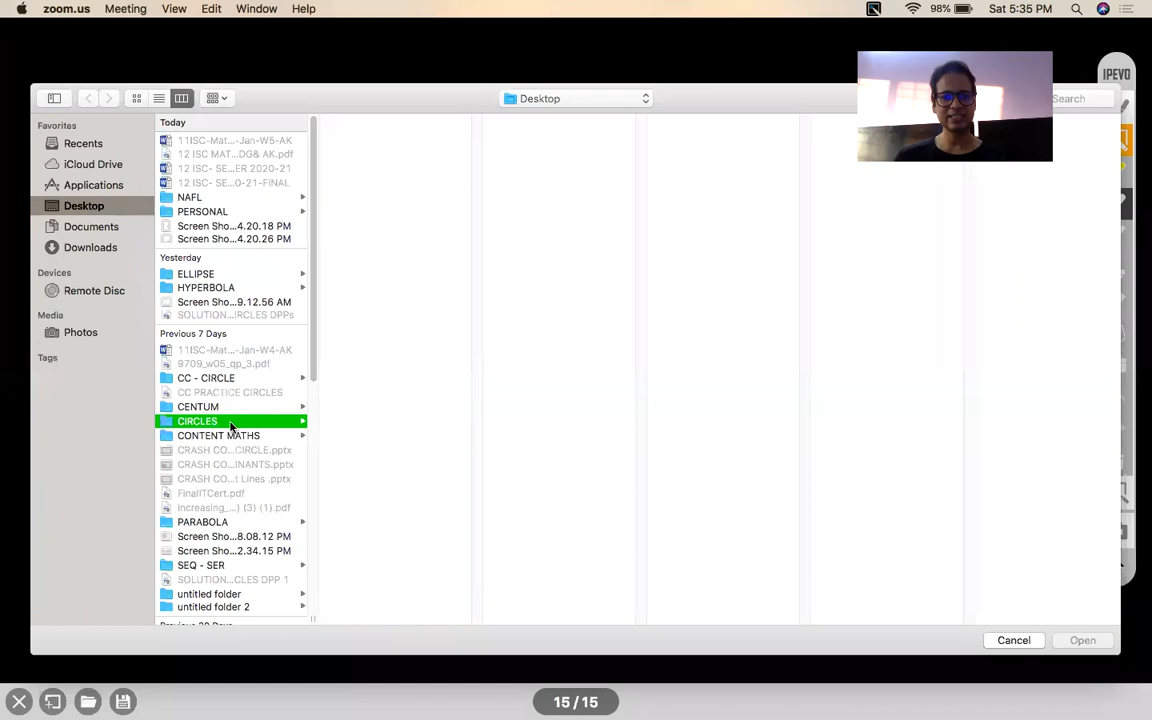 zoom.us Meeting View Edit Window Help 98% Sat 5:35 PM
IPEVO
Desktop
Search
Favorites
Recents
iCloud Drive
Applications
Desktop
Documents
Downloads
Devices
Remote Disc
Media
Photos
Tags
Today
11ISC-Mat...-Jan-W5-AK
12 ISC MAT...DG& AK.pdf
12 ISC- SE...ER 2020-21
12 ISC- SE...0-21-FINAL
NAFL
PERSONAL
Screen Sho...4.20.18 PM
Screen Sho...4.20.26 PM
Yesterday
ELLIPSE
HYPERBOLA
Screen Sho...9.12.56 AM
SOLUTION...IRCLES DPPs
Previous 7 Days
11ISC-Mat...-Jan-W4-AK
9709_w05_qp_3.pdf
CC - CIRCLE
CC PRACTICE CIRCLES
CENTUM
CIRCLES
CONTENT MATHS
CRASH CO...CIRCLE.pptx
CRASH CO...INANTS.pptx
CRASH CO...t Lines .pptx
FinalITCert.pdf
increasing_...) (3) (1).pdf
PARABOLA
Screen Sho...8.08.12 PM
Screen Sho...2.34.15 PM
SEQ - SER
SOLUTION...CLES DPP 1
untitled folder
untitled folder 2
Cancel
Open
15 / 15